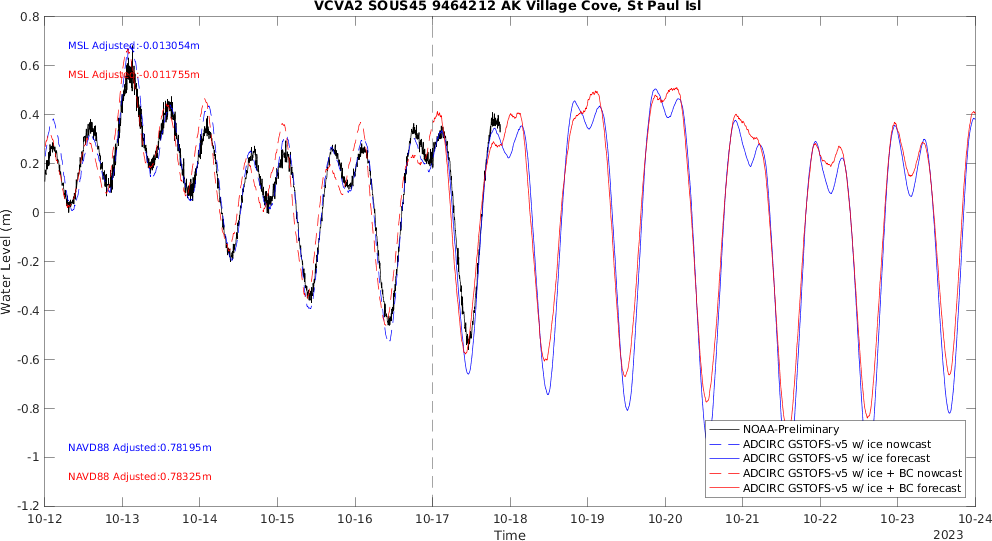 VCVA2 SOUS45 9464212 AK Village Cove, St Paul Isl
0.8
0.6
0.4
0.2
0
-0.2
-0.4
-0.6
-0.8
-1
-1.2
Water Level (m)
MSL Adjusted:-0.013054m
MSL Adjusted:-0.011755m
NAVD88 Adjusted:0.78195m
NAVD88 Adjusted:0.78325m
NOAA-Preliminary
ADCIRC GSTOFS-v5 w/ ice nowcast
ADCIRC GSTOFS-v5 w/ ice forecast
ADCIRC GSTOFS-v5 w/ ice + BC nowcast
ADCIRC GSTOFS-v5 w/ ice + BC forecast
10-12 10-13 10-14 10-15 10-16 10-17 10-18 10-19 10-20 10-21 10-22 10-23 10-24
Time
2023